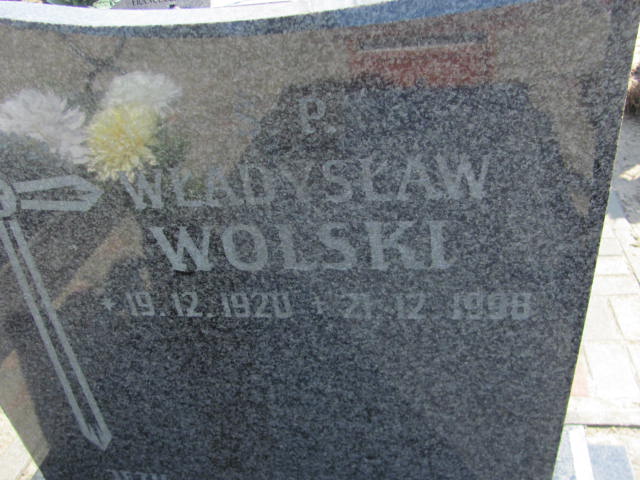 Ś. P.
WŁADYSŁAW
WOLSKI
* 19.12.1920 + 21.12.1998